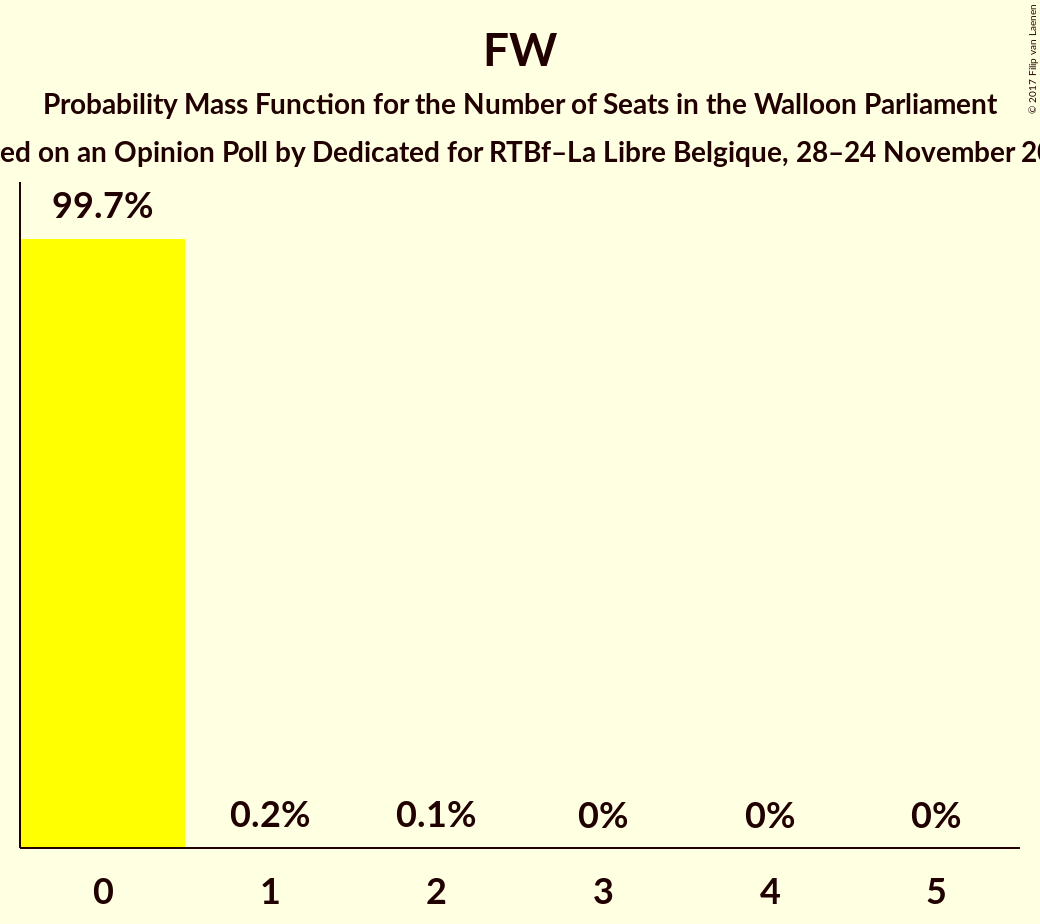 FW
Probability Mass Function for the Number of Seats in the Walloon Parliament
ed on an Opinion Poll by Dedicated for RTBf–La Libre Belgique, 28–24 November 20
© 2017 Filip van Laenen
99.7%
0.2% 0.1% 0% 0% 0%
0 1 2 3 4 5